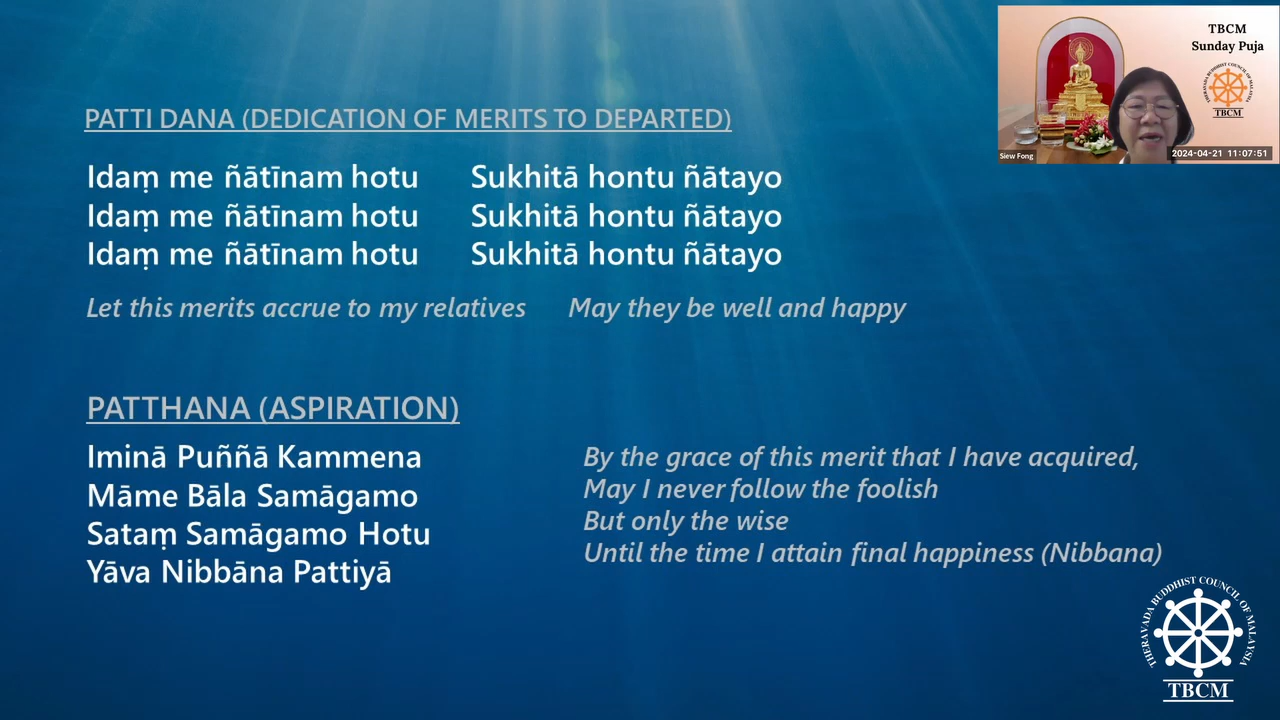 TBCM
Sunday Puja
THERAVADA BUDDHIST COUNCIL OF MALAYSIA
TBCM
Siew Fong
2024-04-21 11:07:51
PATTI DANA (DEDICATION OF MERITS TO DEPARTED)
Idaṃ me ñātīnam hotu Sukhitā hontu ñātayo
Idaṃ me ñātīnam hotu Sukhitā hontu ñātayo
Idaṃ me ñātīnam hotu Sukhitā hontu ñātayo
Let this merits accrue to my relatives May they be well and happy
PATTHANA (ASPIRATION)
Iminā Puññā Kammena
Māme Bāla Samāgamo
Sataṃ Samāgamo Hotu
Yāva Nibbāna Pattiyā
By the grace of this merit that I have acquired,
May I never follow the foolish
But only the wise
Until the time I attain final happiness (Nibbana)
THERAVADA BUDDHIST COUNCIL OF MALAYSIA
TBCM